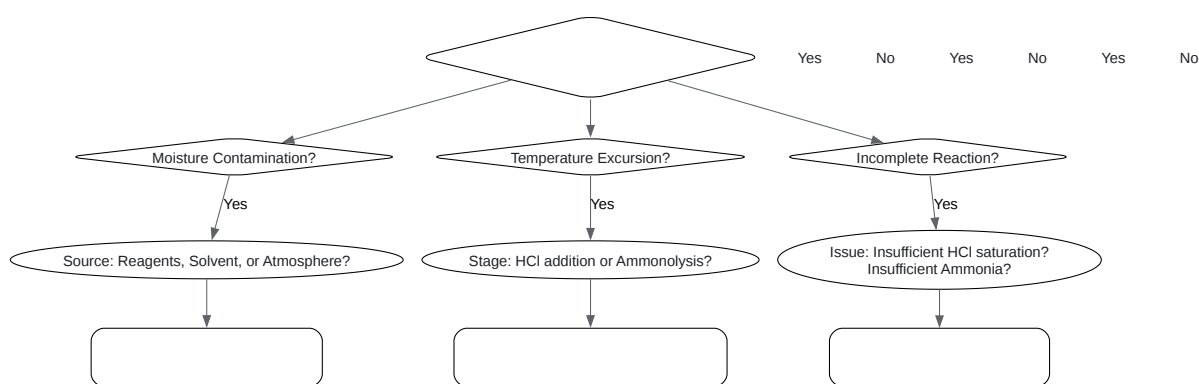 Yes No Yes No Yes No
Moisture Contamination? Temperature Excursion? Incomplete Reaction?
Yes Yes Yes
Source: Reagents, Solvent, or Atmosphere? Stage: HCl addition or Ammonolysis? Issue: Insufficient HCl saturation?
Insufficient Ammonia?